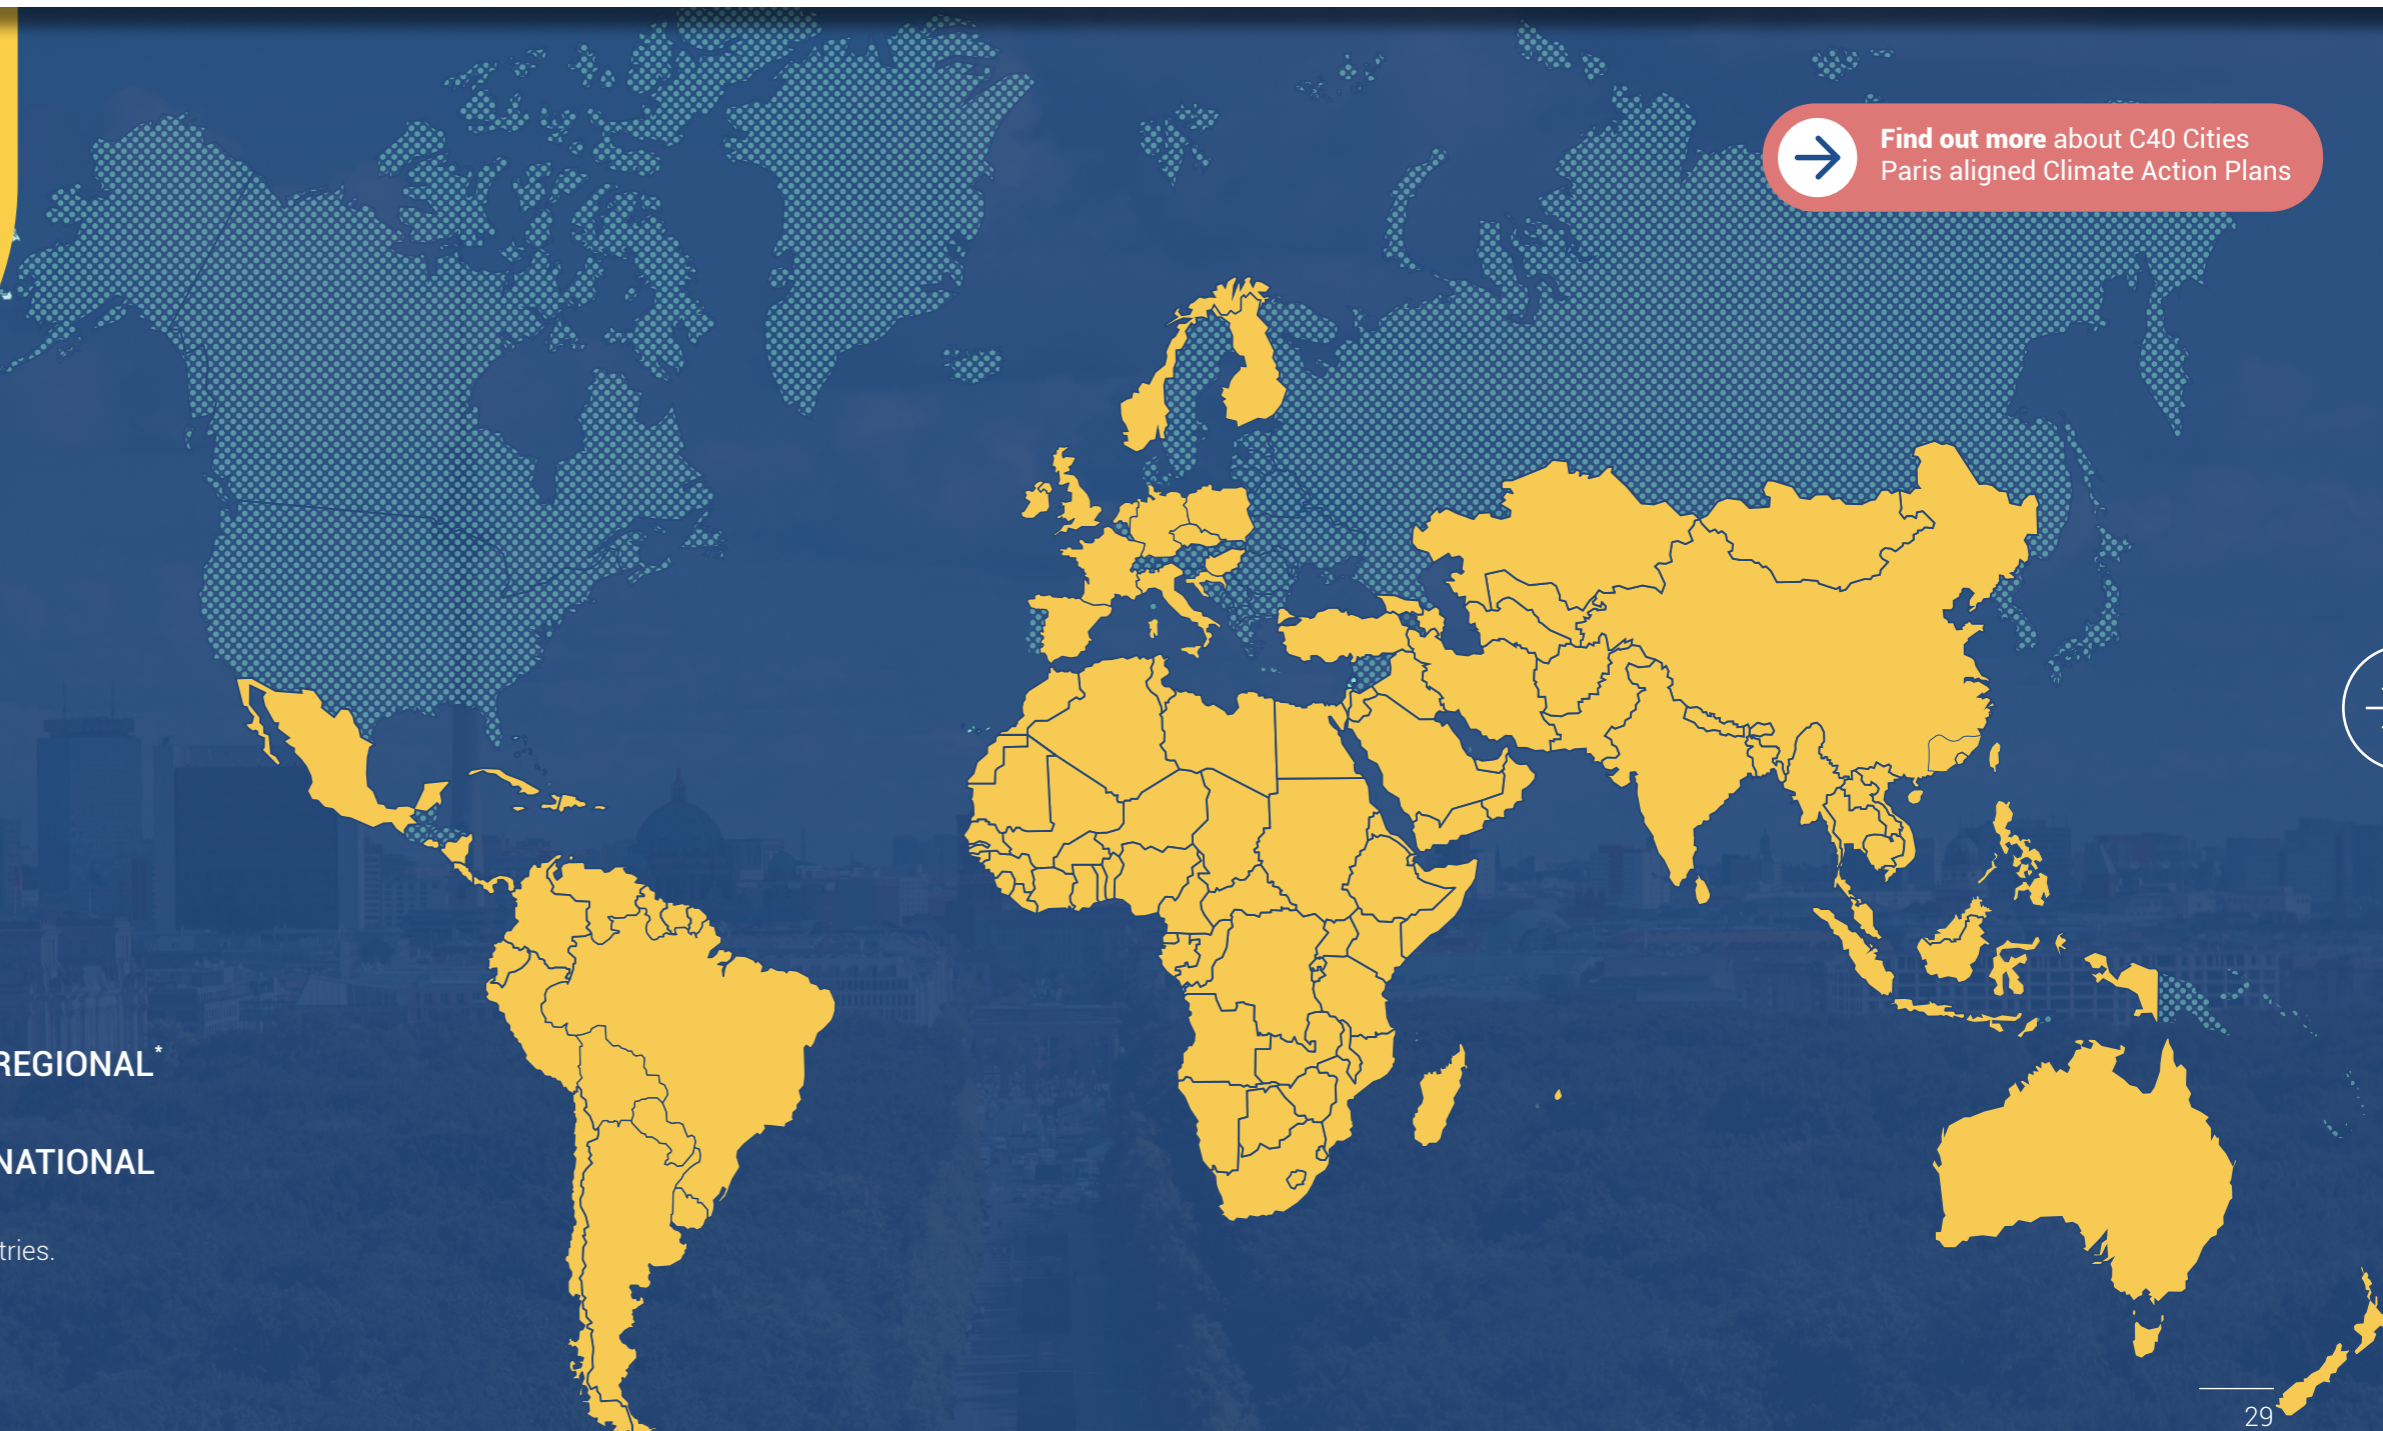 Find out more about C40 Cities
Paris aligned Climate Action Plans
REGIONAL*
NATIONAL
tries.
29